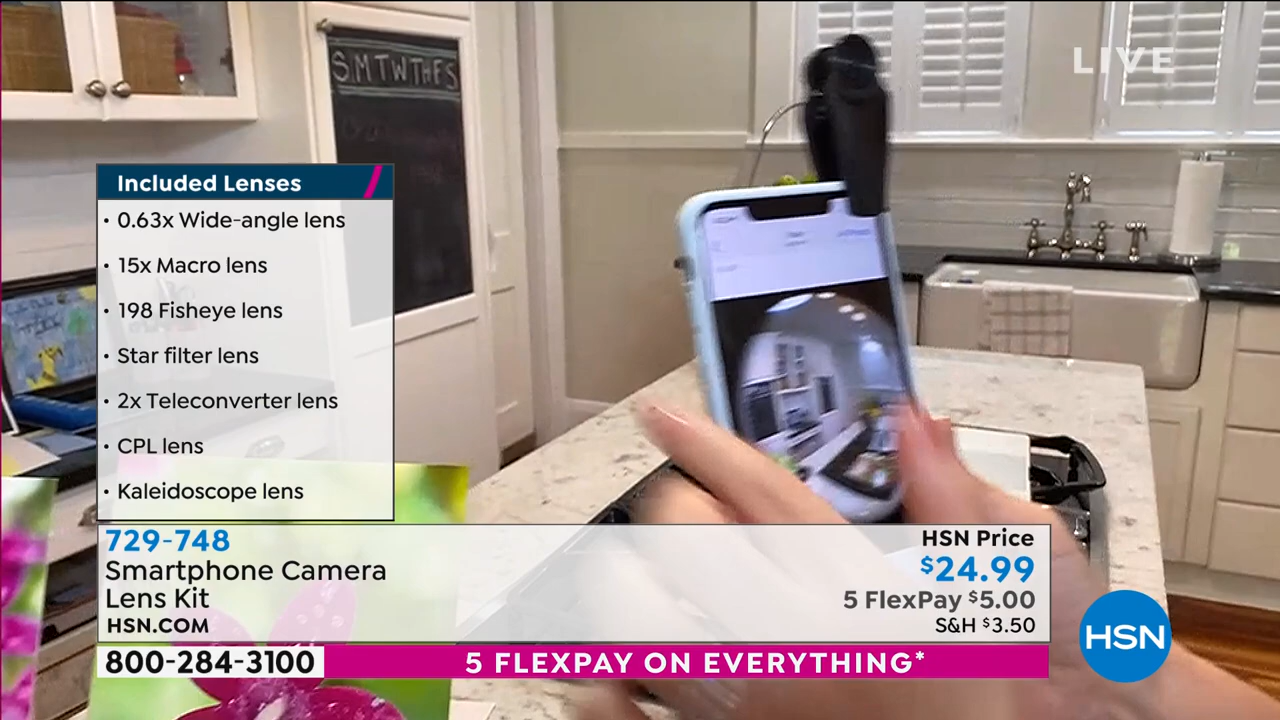 LIVE
SMTWTHFS
Included Lenses
• 0.63x Wide-angle lens
• 15x Macro lens
• 198 Fisheye lens
• Star filter lens
• 2x Teleconverter lens
• CPL lens
• Kaleidoscope lens
729-748
Smartphone Camera
Lens Kit
HSN.COM
HSN Price
$24.99
5 FlexPay $5.00
S&H $3.50
HSN
800-284-3100
5 FLEXPAY ON EVERYTHING*